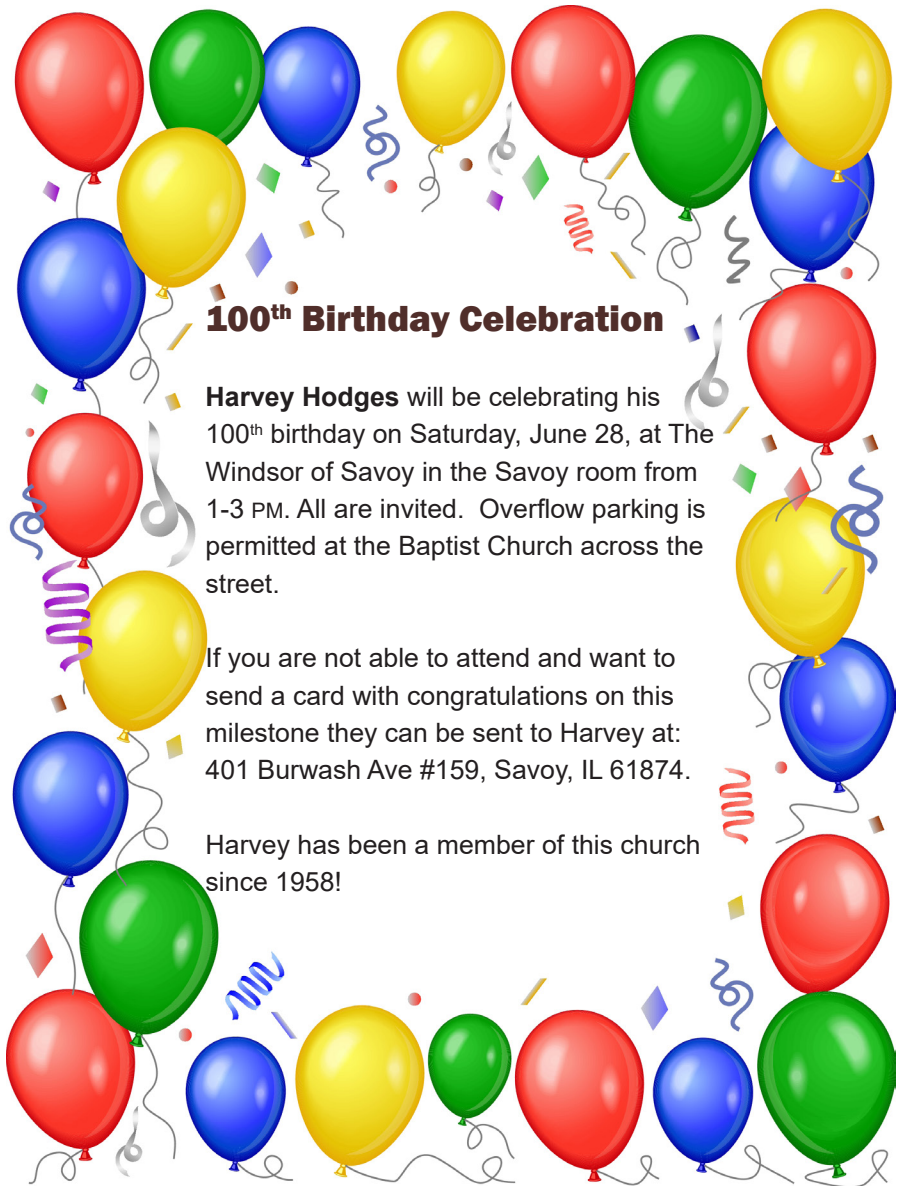 100th Birthday Celebration
Harvey Hodges will be celebrating his
100th birthday on Saturday, June 28, at The
Windsor of Savoy in the Savoy room from
1-3 PM. All are invited.  Overflow parking is
permitted at the Baptist Church across the
street.
If you are not able to attend and want to
send a card with congratulations on this
milestone they can be sent to Harvey at:
401 Burwash Ave #159, Savoy, IL 61874.
Harvey has been a member of this church
since 1958!